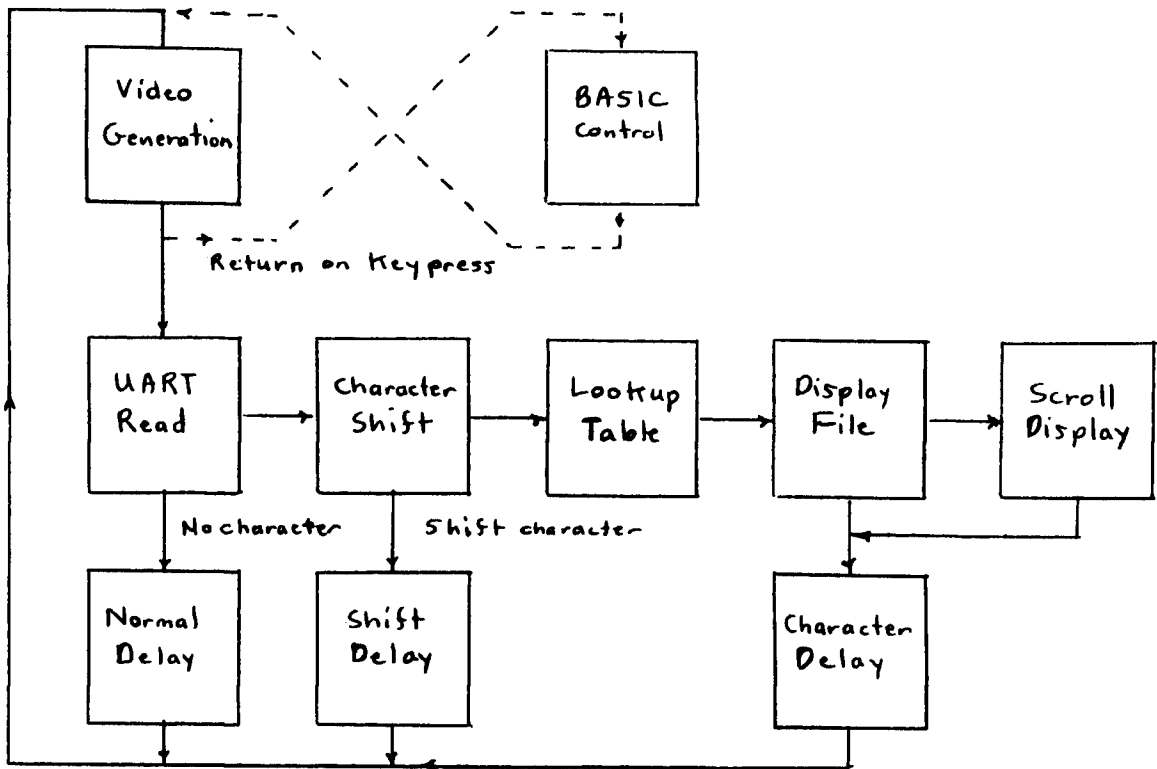 Video
Generation
BASIC
Control
Return on Keypress
UART
Read
Character
Shift
Lookup
Table
Display
File
Scroll
Display
No character
Shift character
Normal
Delay
Shift
Delay
Character
Delay